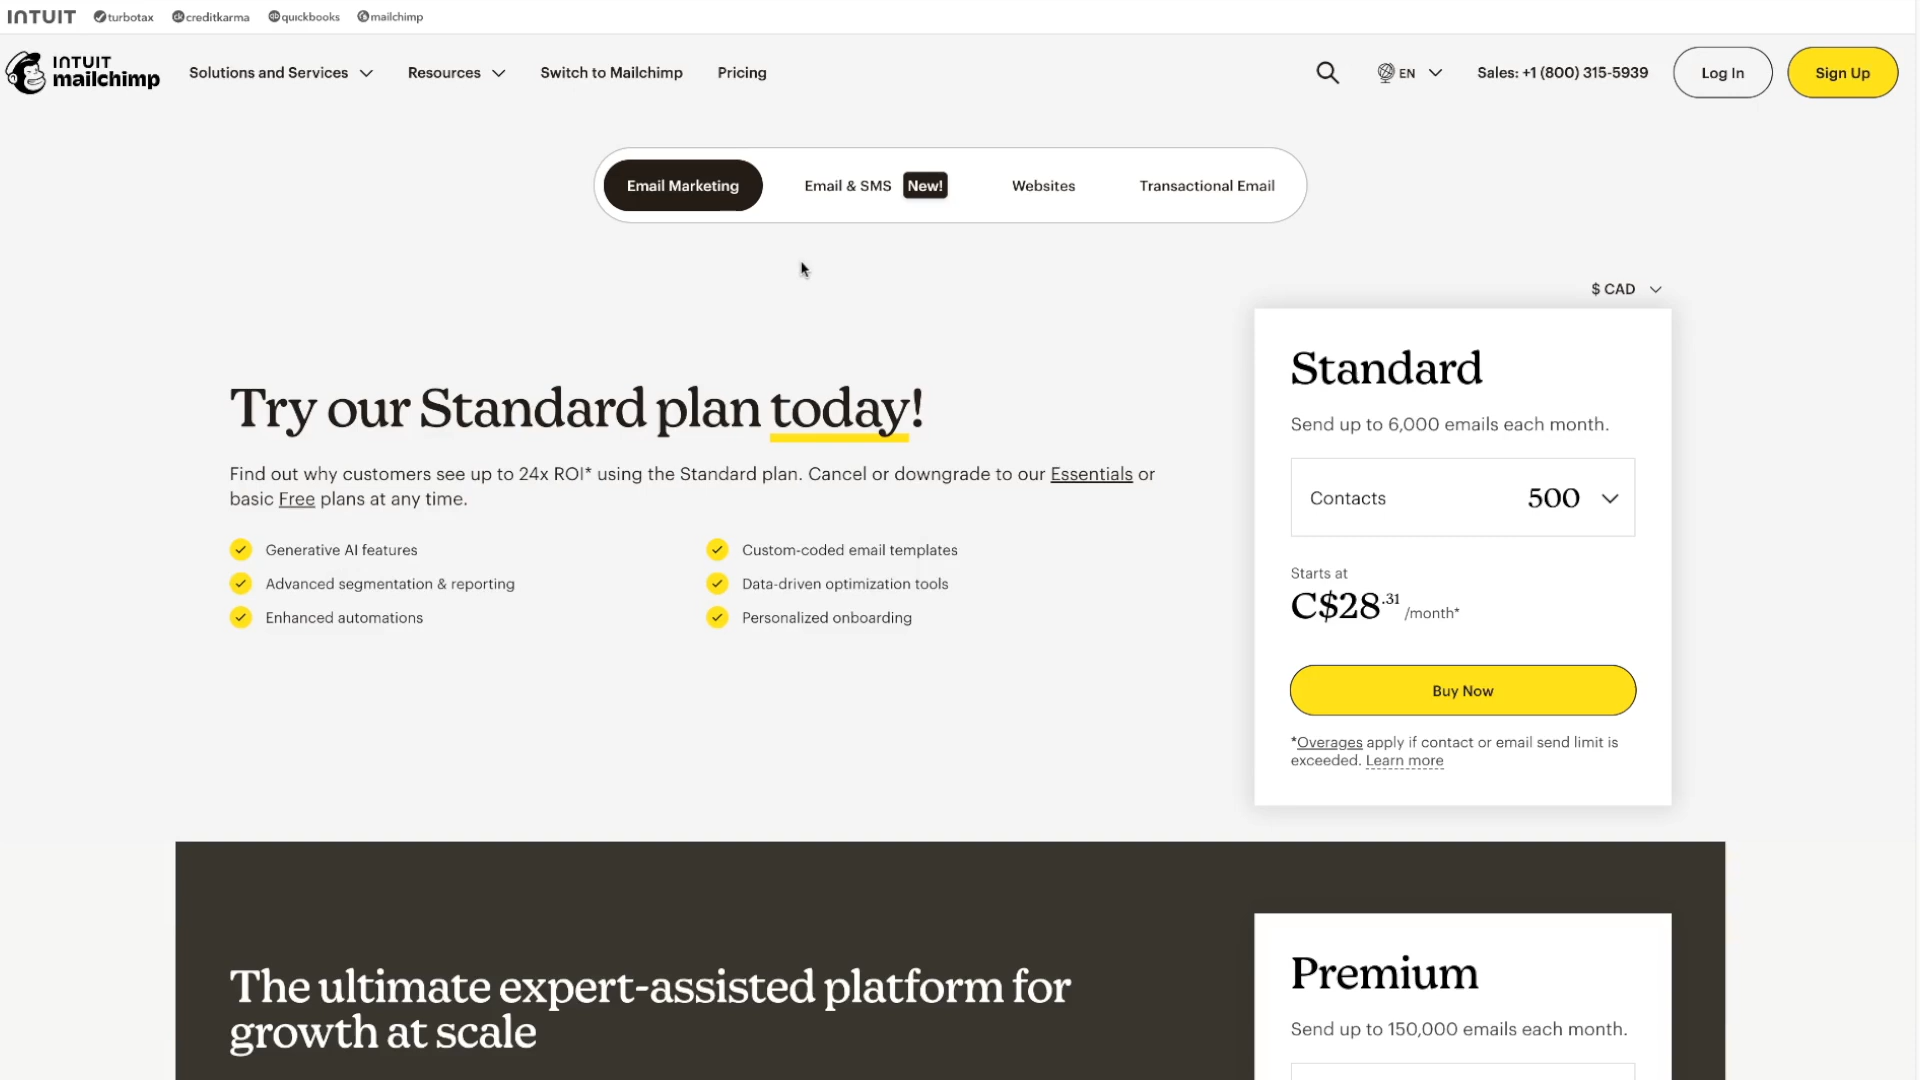 INTUIT turbotax creditkarma quickbooks mailchimp
INTUIT
mailchimp
Solutions and Services Resources Switch to Mailchimp Pricing EN Sales: +1 (800) 315-5939 Log In Sign Up
Email Marketing Email & SMS New! Websites Transactional Email
$ CAD
Try our Standard plan today!
Find out why customers see up to 24x ROI* using the Standard plan. Cancel or downgrade to our Essentials or
basic Free plans at any time.
Generative AI features
Advanced segmentation & reporting
Enhanced automations
Custom-coded email templates
Data-driven optimization tools
Personalized onboarding
Standard
Send up to 6,000 emails each month.
Contacts 500
Starts at
C$28.31 /month*
Buy Now
*Overages apply if contact or email send limit is
exceeded. Learn more
The ultimate expert-assisted platform for
growth at scale
Premium
Send up to 150,000 emails each month.